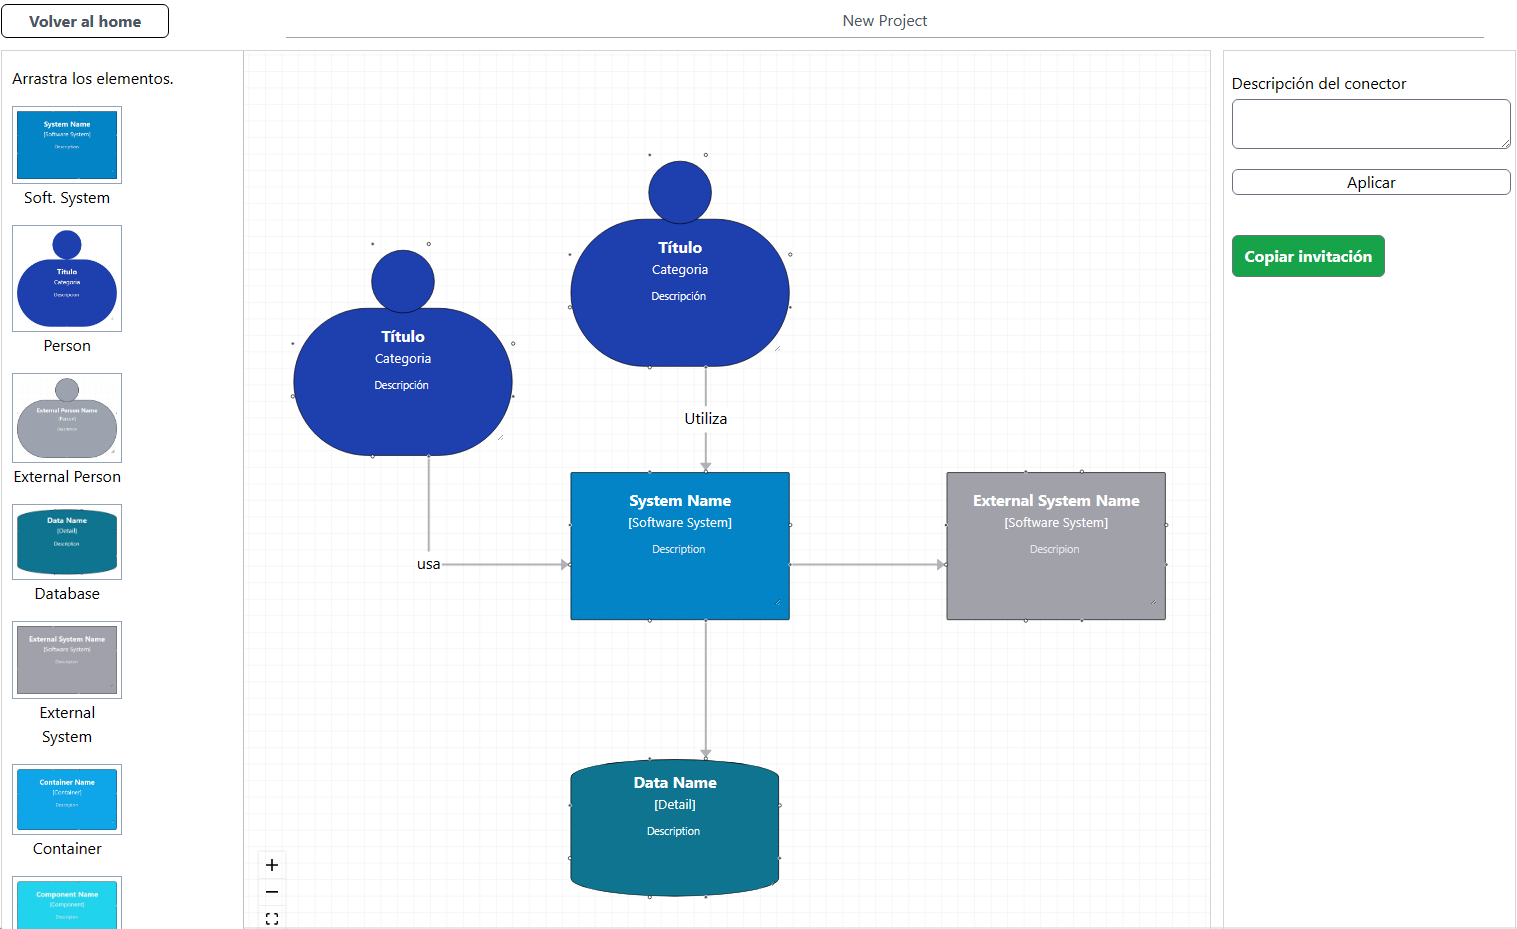 Volver al home
New Project
Arrastra los elementos.
System Name
[Software System]
Description
Soft. System
Título
Categoria
Descripcion
Person
External Person Name
[Person]
Description
External Person
Data Name
[Detail]
Description
Database
External System Name
[Software System]
Descripion
External
System
Container Name
[Container]
Description
Container
Component Name
[Component]
Description
Título
Categoria
Descripción
Título
Categoria
Descripción
Utiliza
usa
System Name
[Software System]
Description
External System Name
[Software System]
Descripion
Data Name
[Detail]
Description
Descripción del conector
Aplicar
Copiar invitación